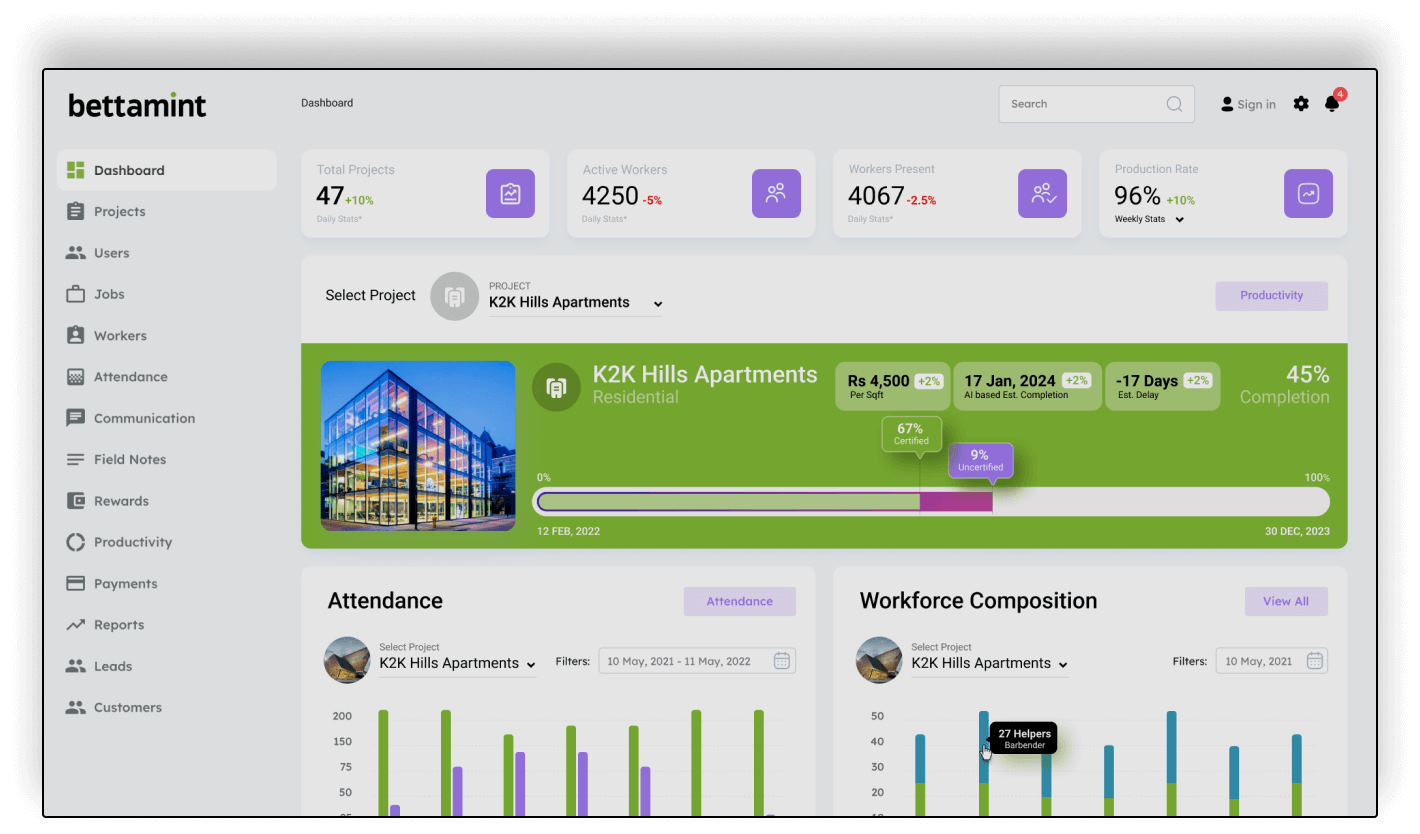 bettamint
Dashboard
Search
Sign in
4
Dashboard
Projects
Users
Jobs
Workers
Attendance
Communication
Field Notes
Rewards
Productivity
Payments
Reports
Leads
Customers
Total Projects
47 +10%
Daily Stats*
Active Workers
4250 -5%
Daily Stats*
Workers Present
4067 -2.5%
Daily Stats*
Production Rate
96% +10%
Weekly Stats
Select Project
PROJECT
K2K Hills Apartments
Productivity
K2K Hills Apartments
Residential
Rs 4,500 +2%
Per Sqft
17 Jan, 2024 +2%
AI based Est. Completion
-17 Days +2%
Est. Delay
45%
Completion
67%
Certified
9%
Uncertified
0%
100%
12 FEB, 2022
30 DEC, 2023
Attendance
Attendance
Select Project
K2K Hills Apartments
Filters:
10 May, 2021 - 11 May, 2022
200
150
75
50
Workforce Composition
View All
Select Project
K2K Hills Apartments
Filters:
10 May, 2021
50
40
30
20
27 Helpers
Barbender